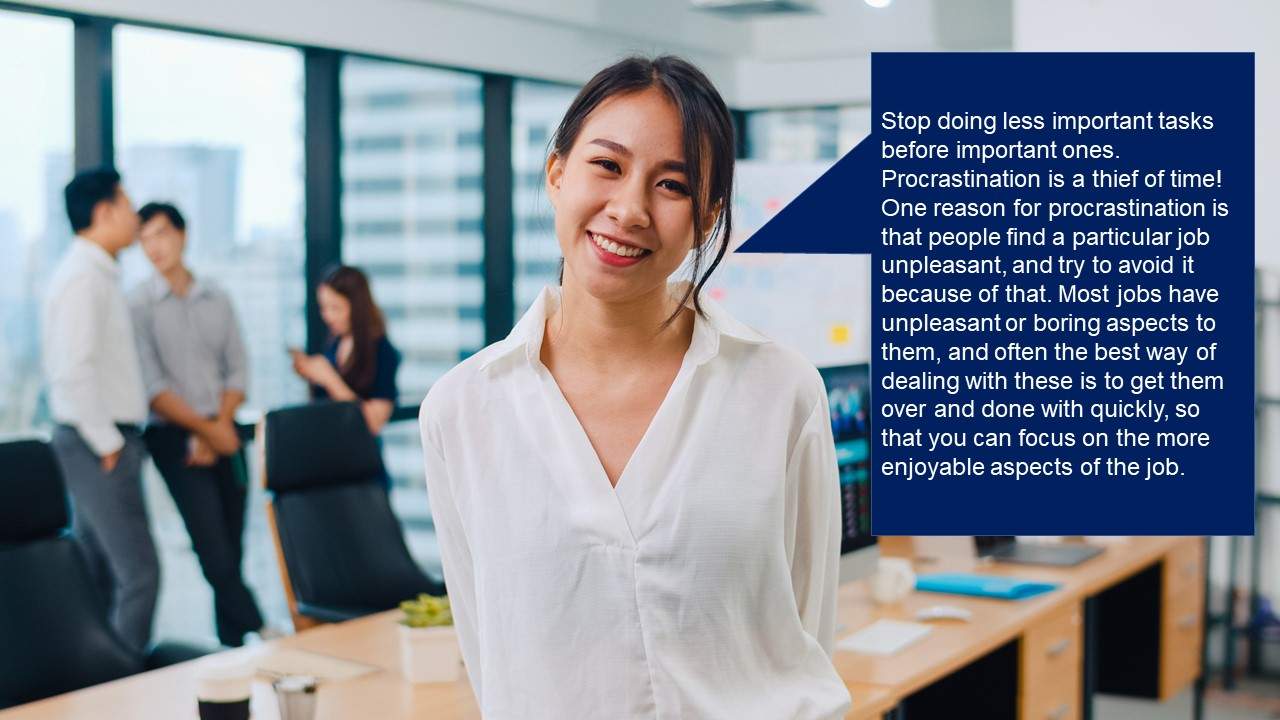 Stop doing less important tasks
before important ones.
Procrastination is a thief of time!
One reason for procrastination is
that people find a particular job
unpleasant, and try to avoid it
because of that. Most jobs have
unpleasant or boring aspects to
them, and often the best way of
dealing with these is to get them
over and done with quickly, so
that you can focus on the more
enjoyable aspects of the job.